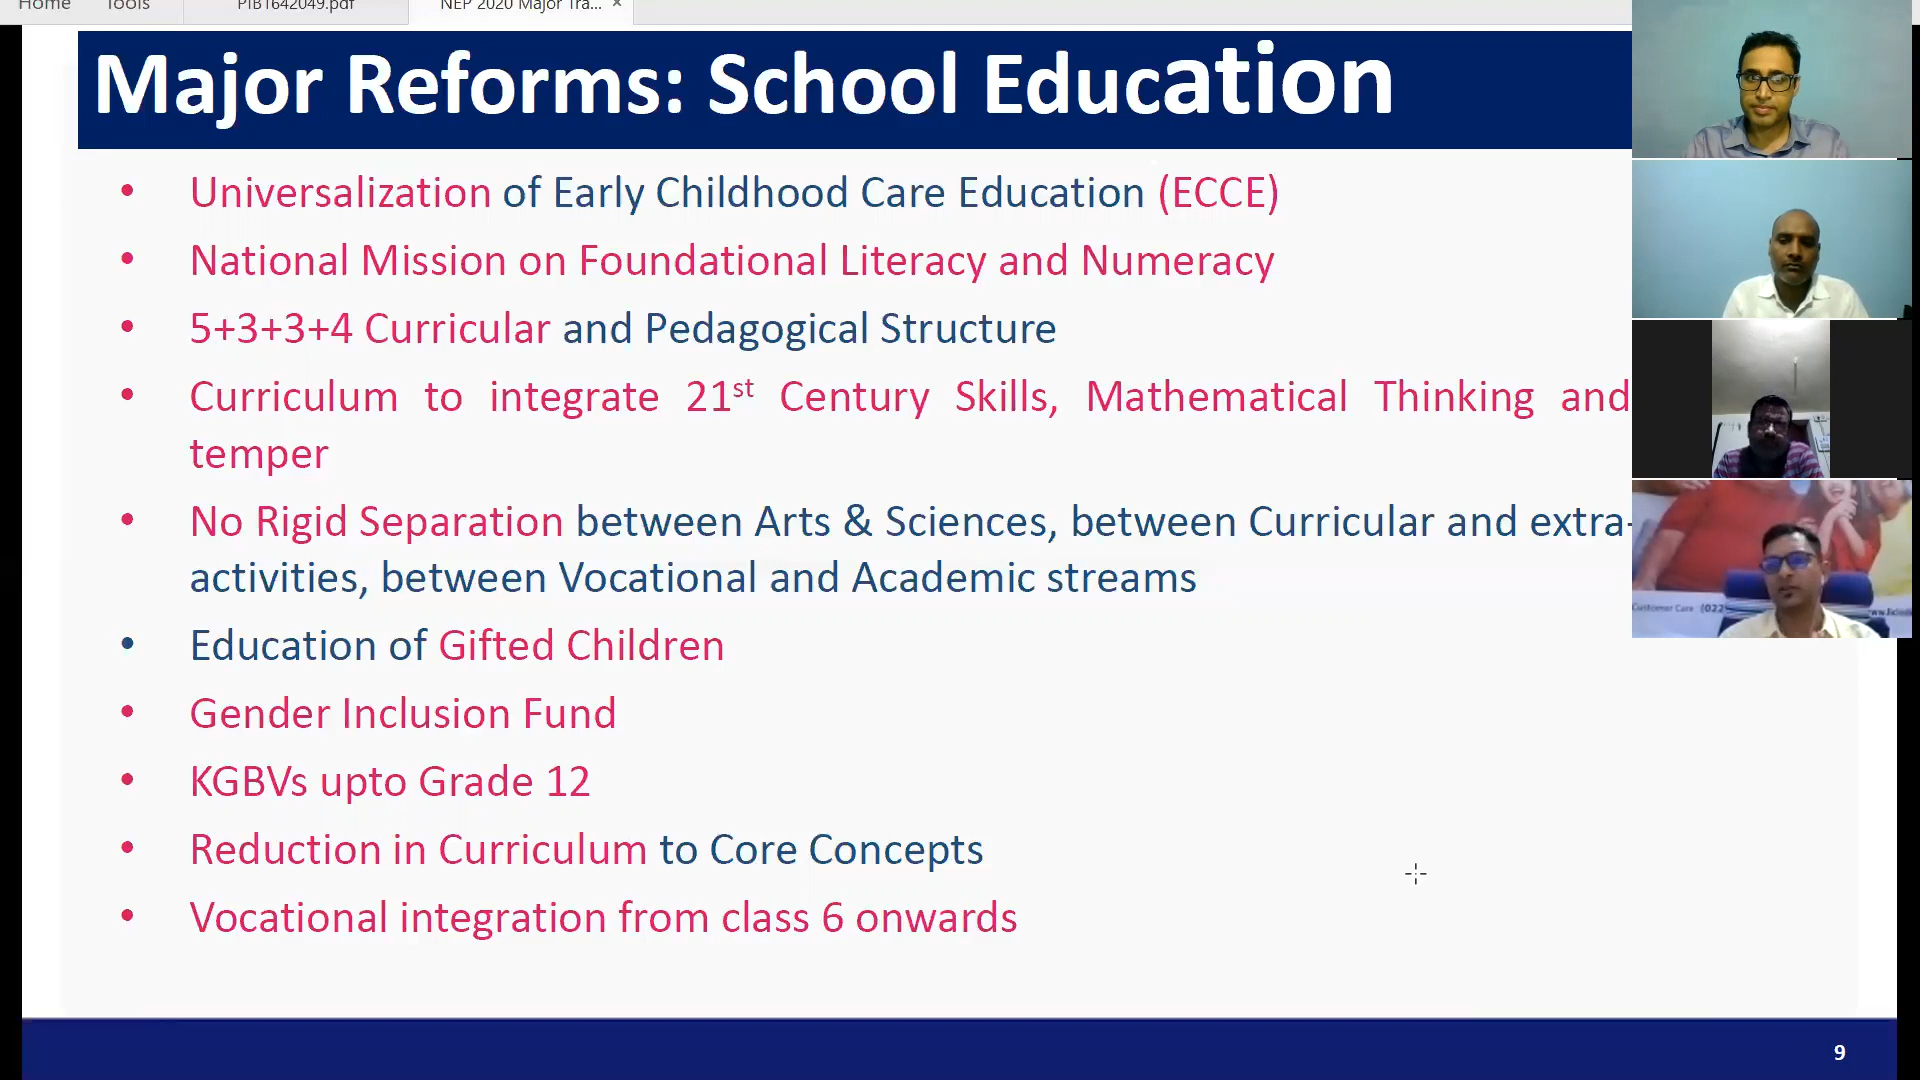 Home Tools PIB1642049.pdf NEP 2020 Major Tra... ×
Major Reforms: School Education
• Universalization of Early Childhood Care Education (ECCE)
• National Mission on Foundational Literacy and Numeracy
• 5+3+3+4 Curricular and Pedagogical Structure
• Curriculum to integrate 21st Century Skills, Mathematical Thinking and
temper
• No Rigid Separation between Arts & Sciences, between Curricular and extra-
activities, between Vocational and Academic streams
• Education of Gifted Children
• Gender Inclusion Fund
• KGBVs upto Grade 12
• Reduction in Curriculum to Core Concepts
• Vocational integration from class 6 onwards
Customer Care (022
9